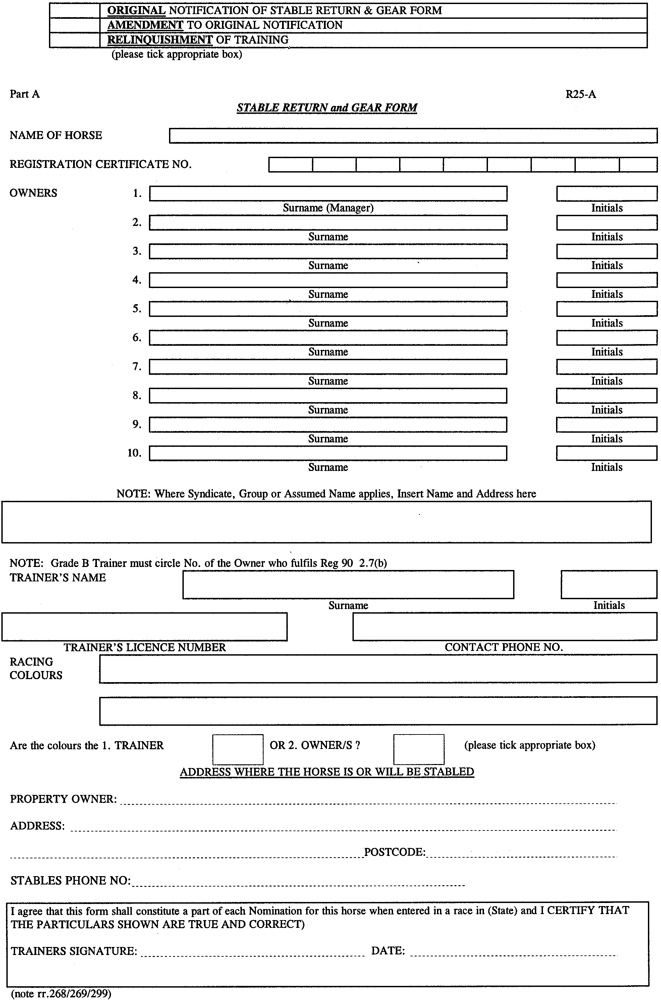 ORIGINAL NOTIFICATION OF STABLE RETURN & GEAR FORM
AMENDMENT TO ORIGINAL NOTIFICATION
RELINQUISHMENT OF TRAINING
(please tick appropriate box)
Part A R25-A
STABLE RETURN and GEAR FORM
NAME OF HORSE
REGISTRATION CERTIFICATE NO.
OWNERS 1.
Surname (Manager) Initials
2.
Surname Initials
3.
Surname Initials
4.
Surname Initials
5.
Surname Initials
6.
Surname Initials
7.
Surname Initials
8.
Surname Initials
9.
Surname Initials
10.
Surname Initials
NOTE: Where Syndicate, Group or Assumed Name applies, Insert Name and Address here
NOTE: Grade B Trainer must circle No. of the Owner who fulfils Reg 90 2.7(b)
TRAINER'S NAME
Surname Initials
TRAINER'S LICENCE NUMBER CONTACT PHONE NO.
RACING
COLOURS
Are the colours the 1. TRAINER OR 2. OWNER/S ? (please tick appropriate box)
ADDRESS WHERE THE HORSE IS OR WILL BE STABLED
PROPERTY OWNER:
ADDRESS:
POSTCODE:
STABLES PHONE NO:
I agree that this form shall constitute a part of each Nomination for this horse when entered in a race in (State) and I CERTIFY THAT
THE PARTICULARS SHOWN ARE TRUE AND CORRECT)
TRAINERS SIGNATURE: DATE:
(note rr.268/269/299)